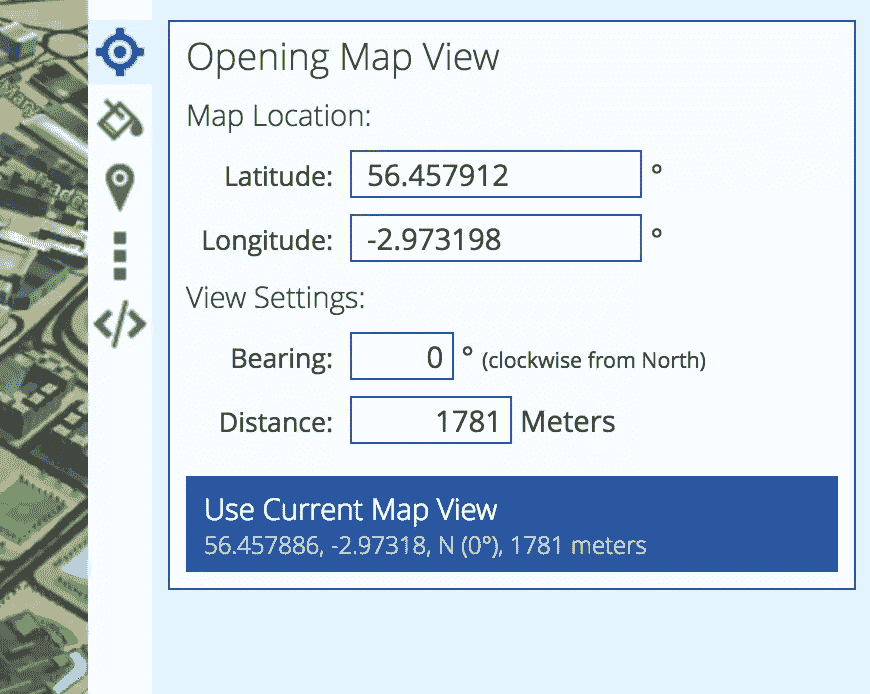 Opening Map View
Map Location:
Latitude: 56.457912 °
Longitude: -2.973198 °
View Settings:
Bearing: 0 ° (clockwise from North)
Distance: 1781 Meters
Use Current Map View
56.457886, -2.97318, N (0°), 1781 meters